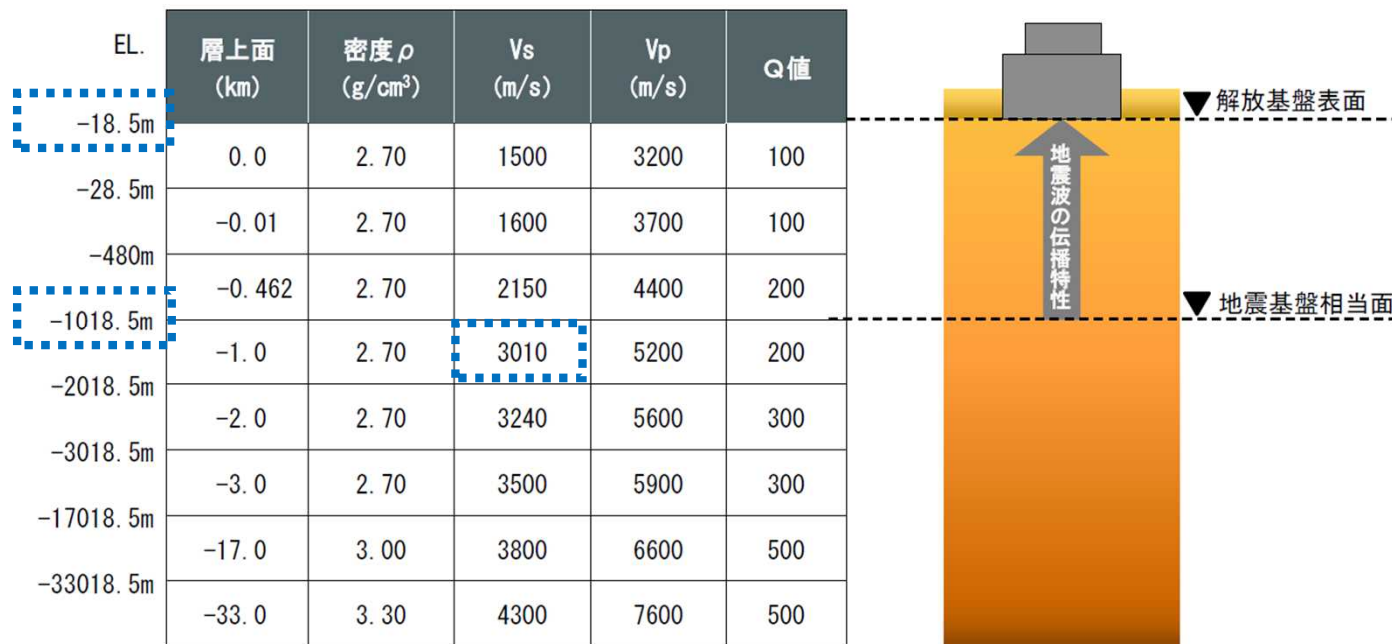 EL.
層上面
(km)
密度ρ
(g/cm³)
Vs
(m/s)
Vp
(m/s)
Q値
-18.5m
0.0 2.70 1500 3200 100
-28.5m
-0.01 2.70 1600 3700 100
-480m
-0.462 2.70 2150 4400 200
-1018.5m
-1.0 2.70 3010 5200 200
-2018.5m
-2.0 2.70 3240 5600 300
-3018.5m
-3.0 2.70 3500 5900 300
-17018.5m
-17.0 3.00 3800 6600 500
-33018.5m
-33.0 3.30 4300 7600 500
▼解放基盤表面
地震波の伝播特性
▼地震基盤相当面